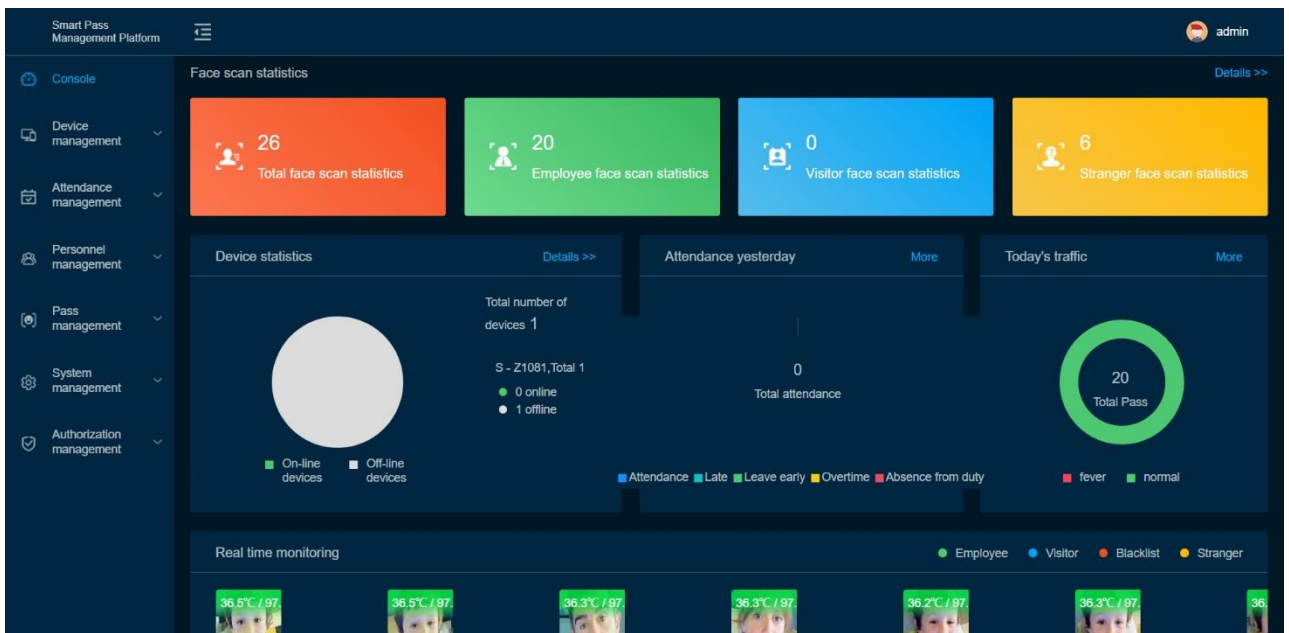 Smart Pass
Management Platform
admin
Console
Device
management
Attendance
management
Personnel
management
Pass
management
System
management
Authorization
management
Face scan statistics
Details >>
26
Total face scan statistics
20
Employee face scan statistics
0
Visitor face scan statistics
6
Stranger face scan statistics
Device statistics
Details >>
Total number of
devices 1
S - Z1081,Total 1
0 online
1 offline
On-line
devices
Off-line
devices
Attendance yesterday
More
0
Total attendance
Attendance Late Leave early Overtime Absence from duty
Today's traffic
More
20
Total Pass
fever normal
Real time monitoring
Employee Visitor Blacklist Stranger
36.5°C / 97.
36.5°C / 97.
36.3°C / 97.
36.3°C / 97.
36.2°C / 97.
36.3°C / 97.
36.